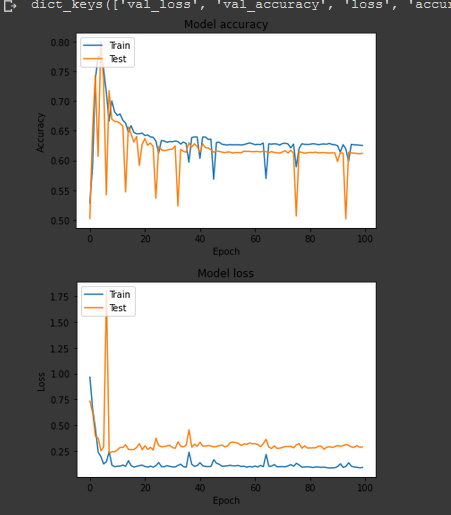 dict_keys(['val_loss', 'val_accuracy', 'loss', 'accur
Model accuracy
Train
Test
0.80
0.75
0.70
0.65
0.60
0.55
0.50
Accuracy
0 20 40 60 80 100
Epoch
Model loss
Train
Test
1.75
1.50
1.25
1.00
0.75
0.50
0.25
Loss
0 20 40 60 80 100
Epoch